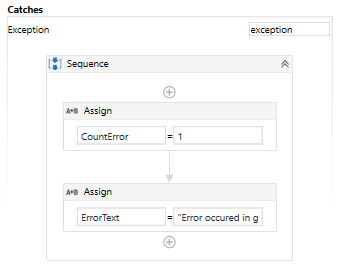 Catches
Exception exception
Sequence
A+B Assign
CountError = 1
A+B Assign
ErrorText = "Error occured in g